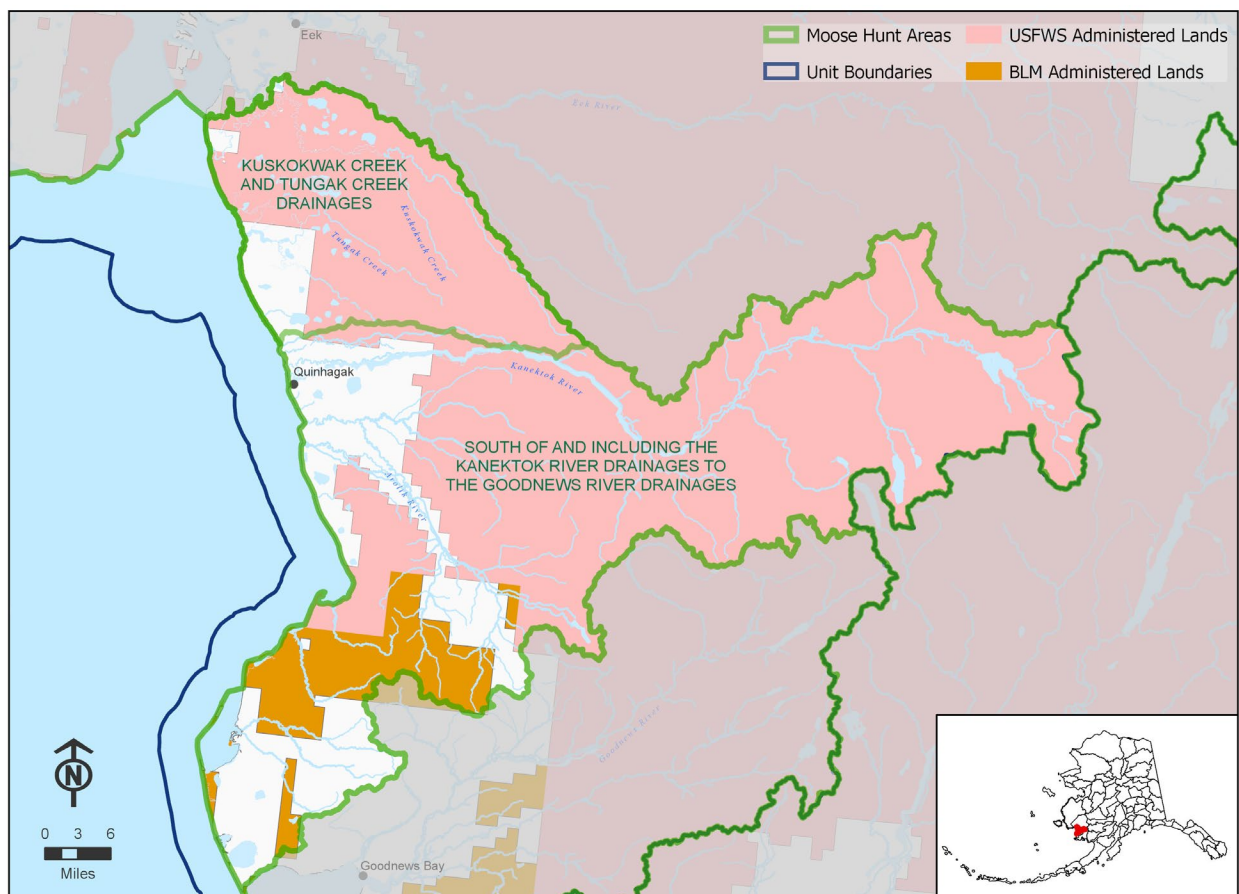 Eek
Moose Hunt Areas
USFWS Administered Lands
Unit Boundaries
BLM Administered Lands
Eek River
KUSKOKWAK CREEK
AND TUNGAK CREEK
DRAINAGES
Kuskokwak Creek
Tungak Creek
Quinhagak
Kanektok River
SOUTH OF AND INCLUDING THE
KANEKTOK RIVER DRAINAGES TO
THE GOODNEWS RIVER DRAINAGES
Arolik River
Goodnews River
N
0 3 6
Miles
Goodnews Bay